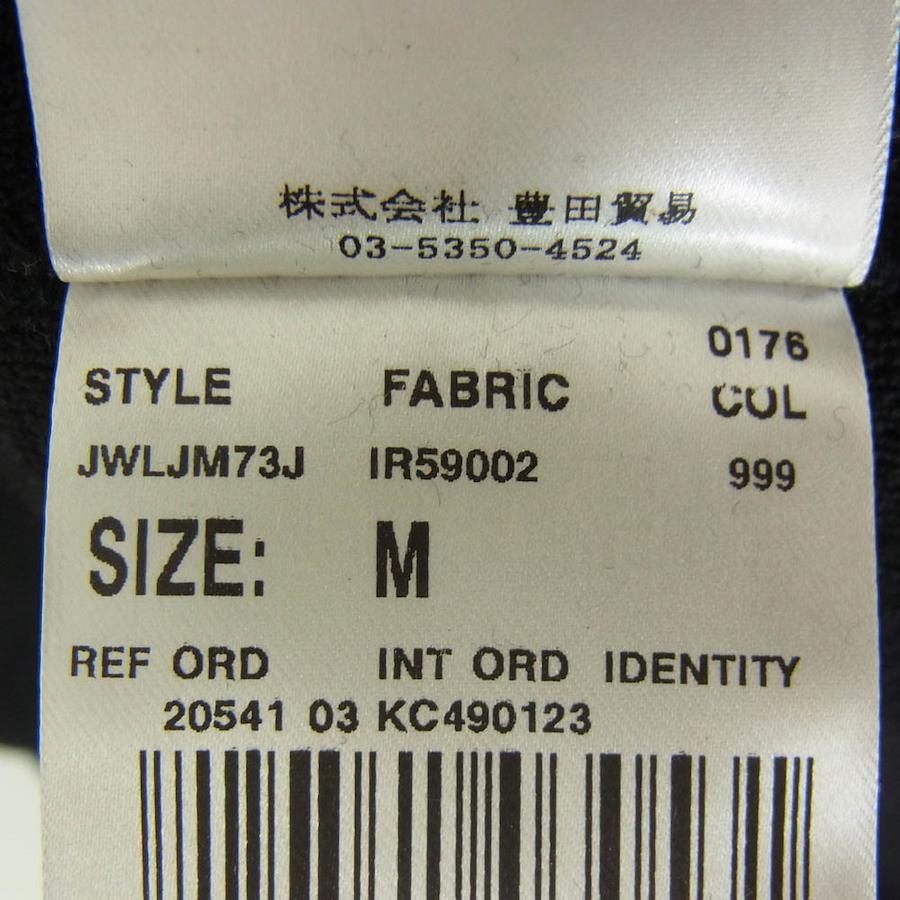 株式会社 豊田貿易
03-5350-4524
0176
STYLE FABRIC COL
JWLJM73J IR59002 999
SIZE: M
REF ORD INT ORD IDENTITY
20541 03 KC490123